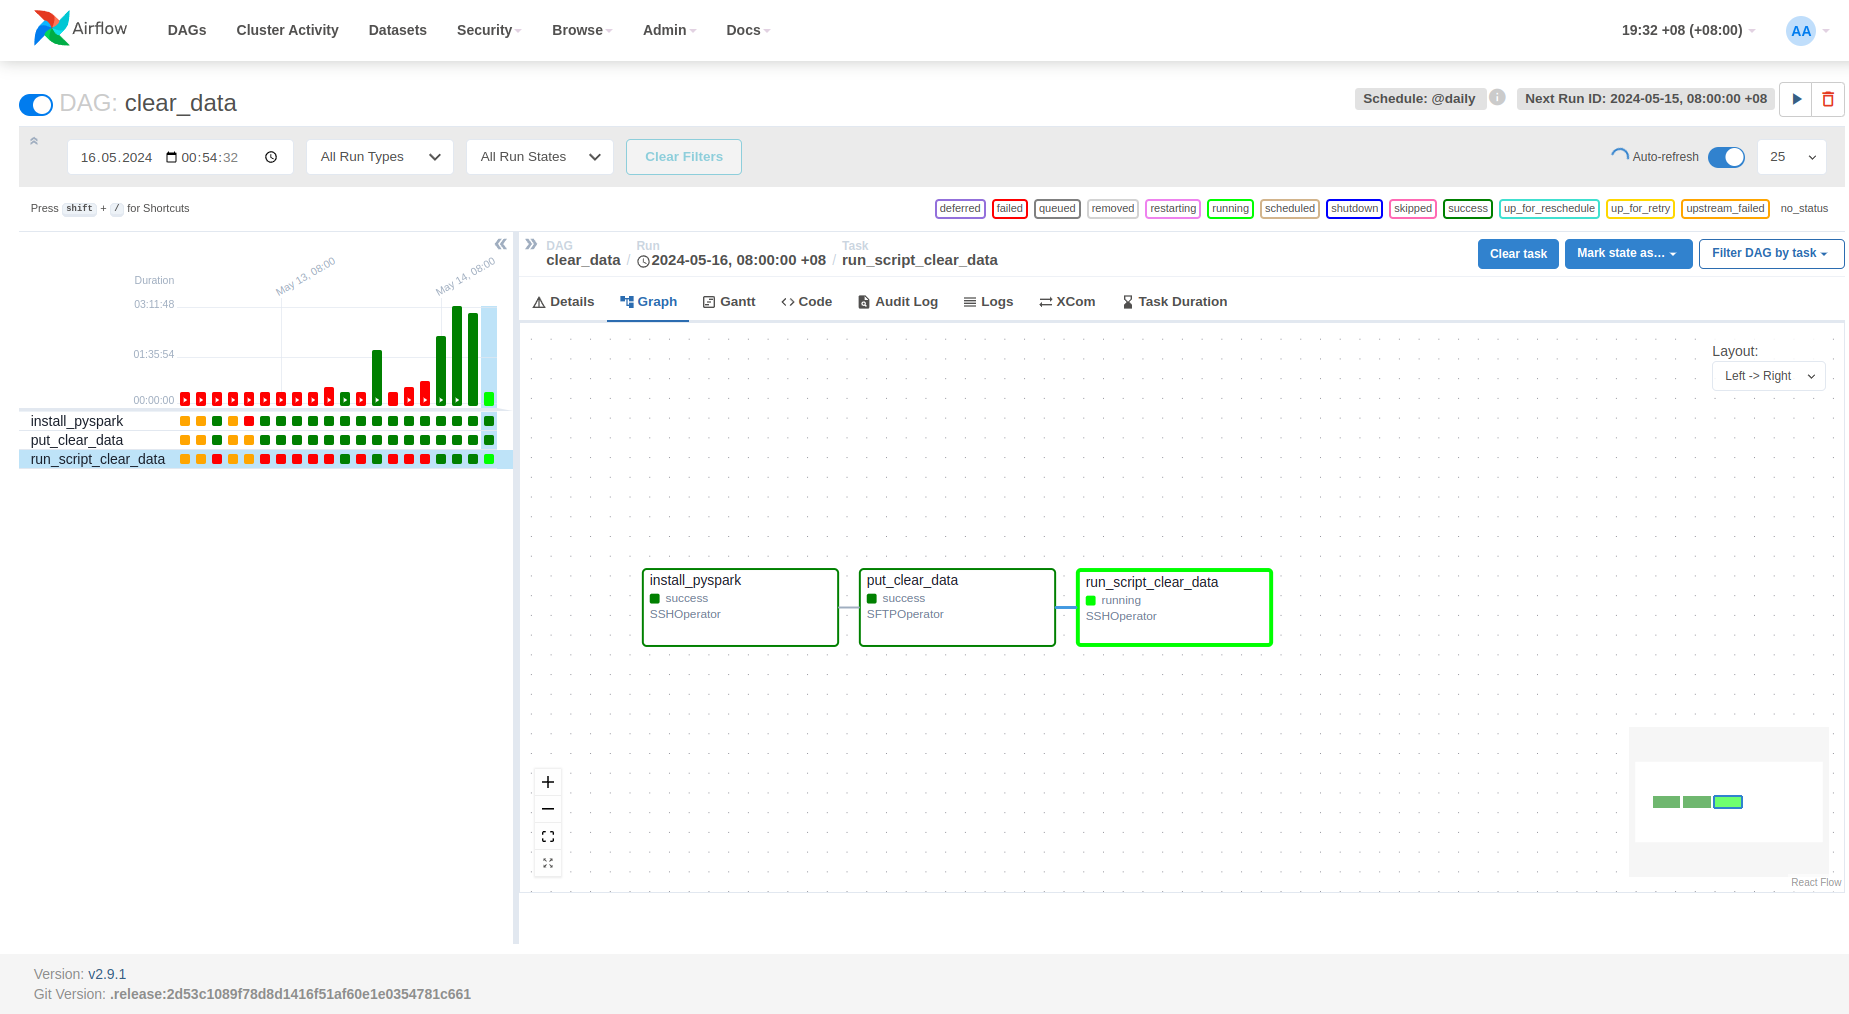 Airflow
DAGs
Cluster Activity
Datasets
Security
Browse
Admin
Docs
19:32 +08 (+08:00)
AA
DAG: clear_data
Schedule: @daily
i
Next Run ID: 2024-05-15, 08:00:00 +08
16.05.2024 00:54:32
All Run Types
All Run States
Clear Filters
Auto-refresh
25
Press shift + / for Shortcuts
deferred
failed
queued
removed
restarting
running
scheduled
shutdown
skipped
success
up_for_reschedule
up_for_retry
upstream_failed
no_status
Duration
May 13, 08:00
May 14, 08:00
03:11:48
01:35:54
00:00:00
install_pyspark
put_clear_data
run_script_clear_data
DAG
clear_data
/
Run
2024-05-16, 08:00:00 +08
/
Task
run_script_clear_data
Clear task
Mark state as...
Filter DAG by task
Details
Graph
Gantt
Code
Audit Log
Logs
XCom
Task Duration
Layout:
Left -> Right
install_pyspark
success
SSHOperator
put_clear_data
success
SFTPOperator
run_script_clear_data
running
SSHOperator
React Flow
Version: v2.9.1
Git Version: .release:2d53c1089f78d8d1416f51af60e1e0354781c661